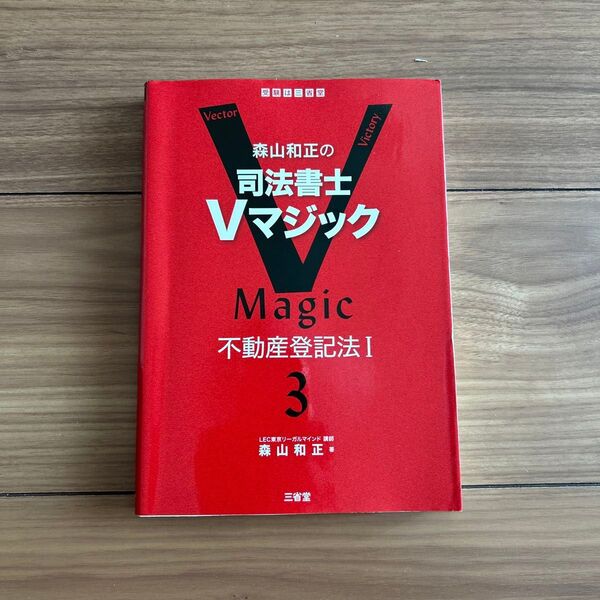 受験は三省堂
Vector
Victory
森山和正の
司法書士
Vマジック
Magic
不動産登記法Ⅰ
3
LEC東京リーガルマインド 講師
森山和正 著
三省堂